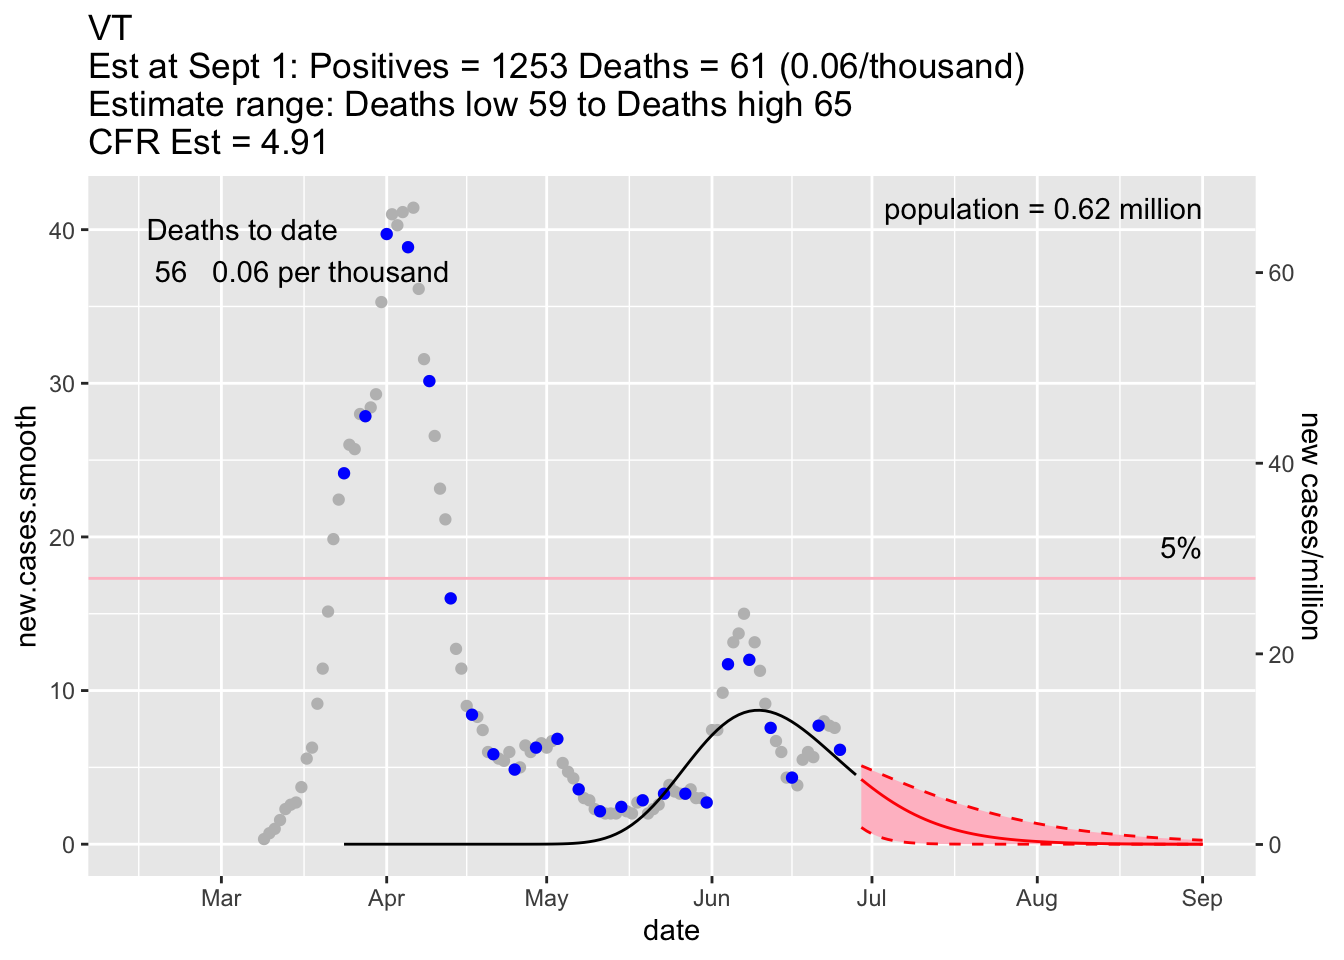 VT
Est at Sept 1: Positives = 1253 Deaths = 61 (0.06/thousand)
Estimate range: Deaths low 59 to Deaths high 65
CFR Est = 4.91
population = 0.62 million
Deaths to date
56 0.06 per thousand
5%
40
30
20
10
0
new.cases.smooth
60
40
20
0
new cases/million
Mar Apr May Jun Jul Aug Sep
date